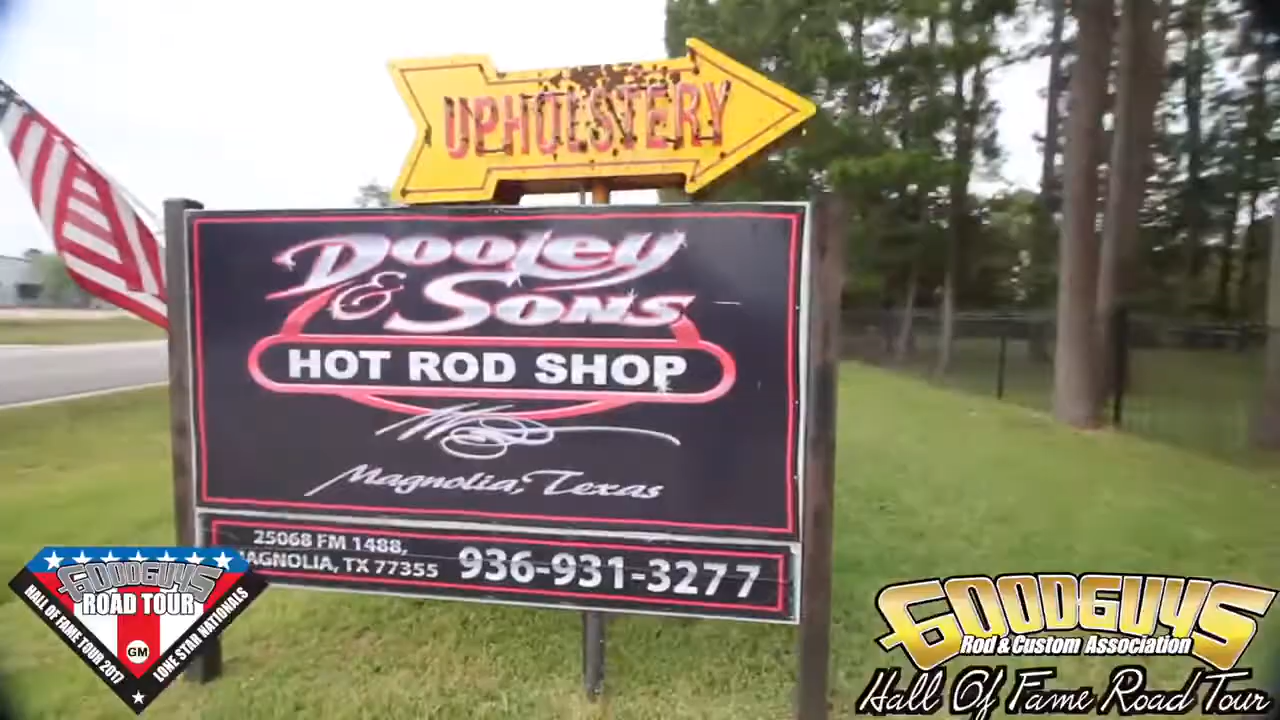 UPHOLSTERY
Dooley
& Sons
HOT ROD SHOP
Magnolia, Texas
25068 FM 1488,
MAGNOLIA, TX 77355
936-931-3277
GOODGUYS
ROAD TOUR
HALL OF FAME TOUR 2017
GM
LONE STAR NATIONALS
GOODGUYS
Rod & Custom Association
Hall Of Fame Road Tour